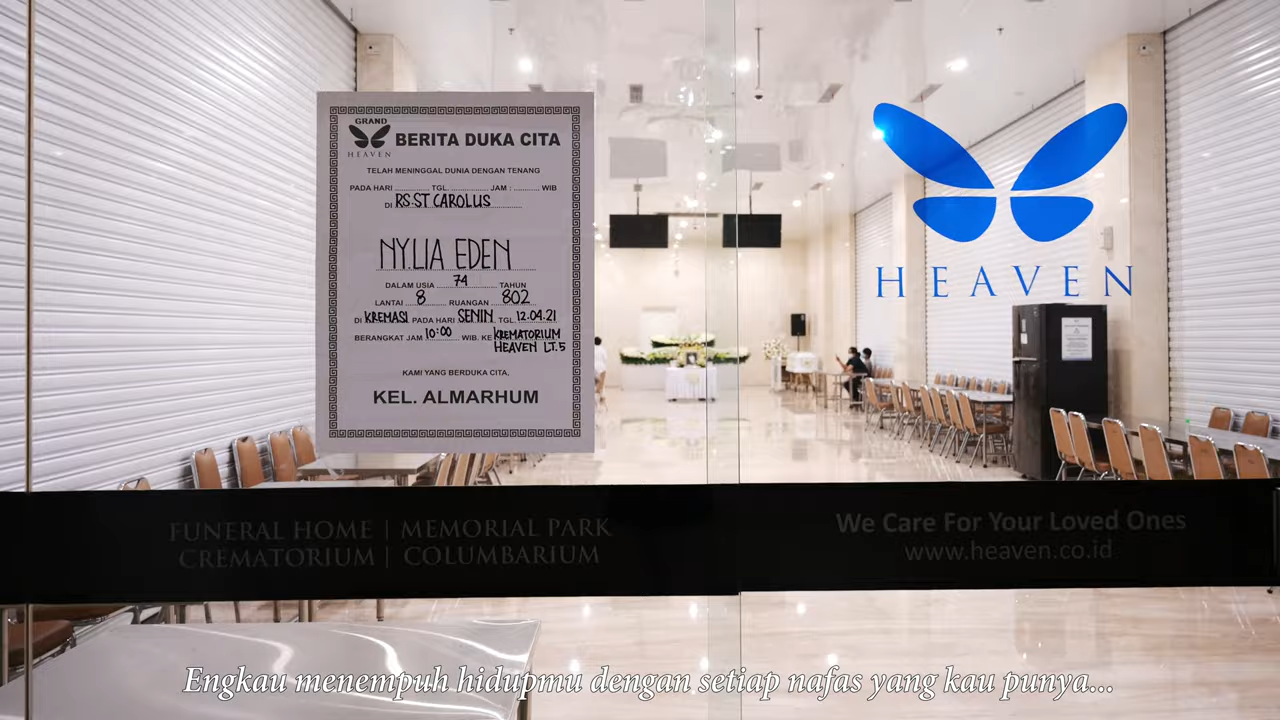 GRAND
HEAVEN
BERITA DUKA CITA
TELAH MENINGGAL DUNIA DENGAN TENANG
PADA HARI ............ TGL. ............. JAM : ......... WIB
DI RS. ST CAROLUS
NY. LIA EDEN
DALAM USIA 74 TAHUN
LANTAI 8 RUANGAN 802
DI KREMASI PADA HARI SENIN TGL. 12.04.21
BERANGKAT JAM 10:00 WIB. KE KREMATORIUM
HEAVEN LT.5
KAMI YANG BERDUKA CITA,
KEL. ALMARHUM
HEAVEN
FUNERAL HOME | MEMORIAL PARK
CREMATORIUM | COLUMBARIUM
We Care For Your Loved Ones
www.heaven.co.id
Engkau menempuh hidupmu dengan setiap nafas yang kau punya...